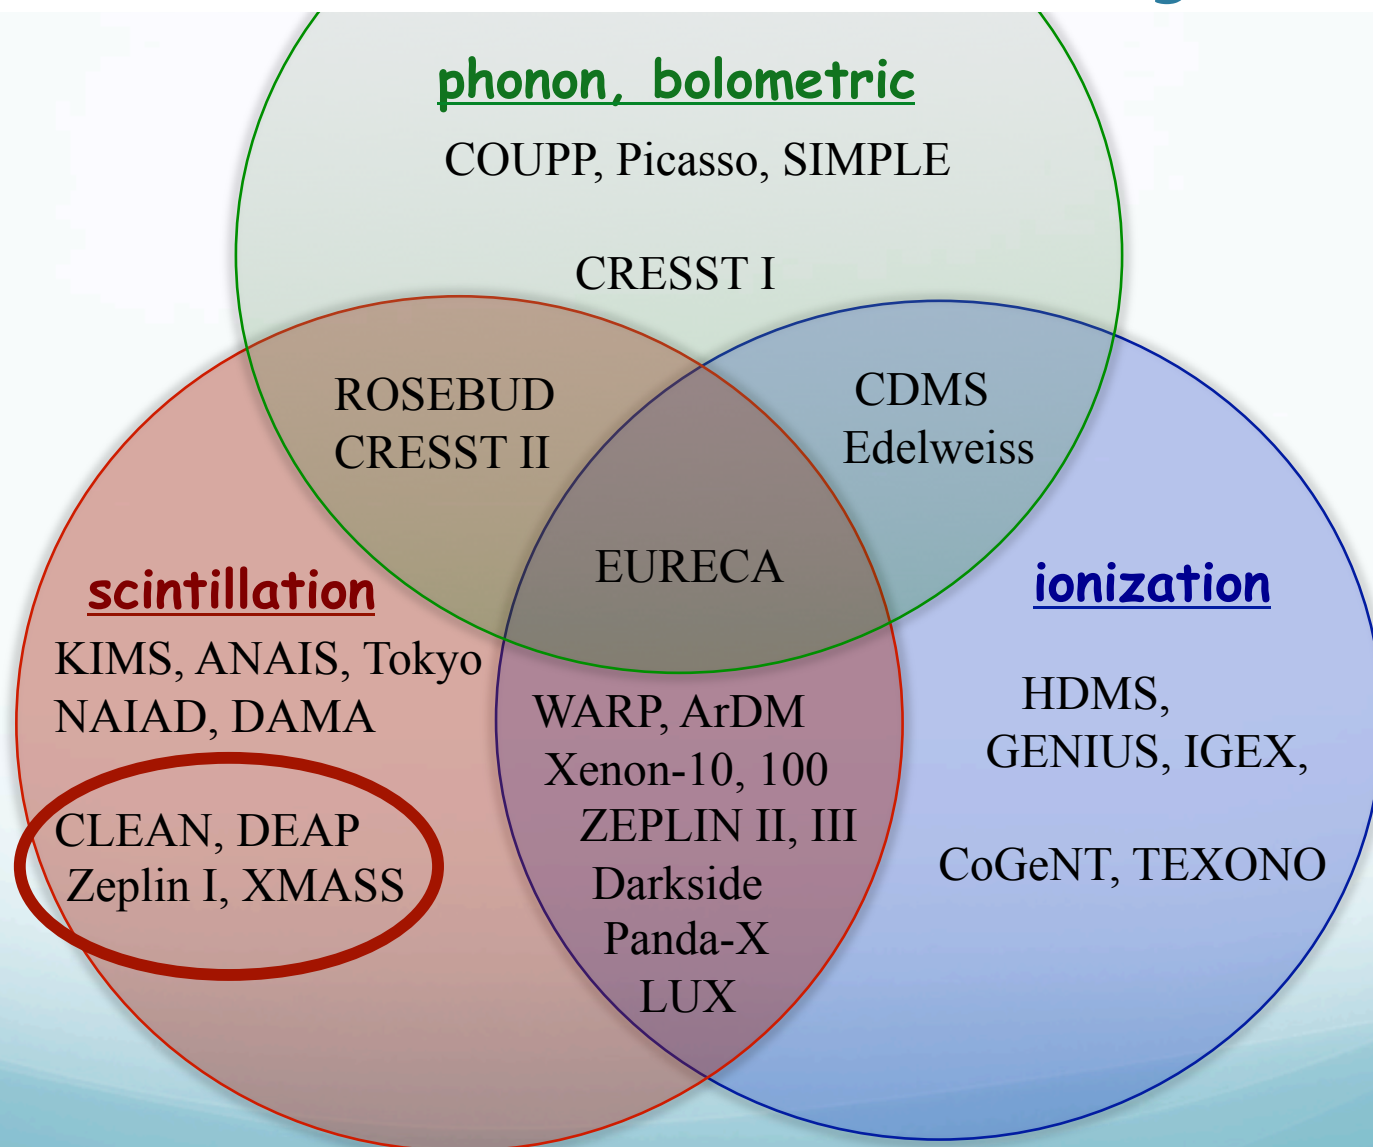 phonon, bolometric
COUPP, Picasso, SIMPLE
CRESST I
ROSEBUD
CRESST II
CDMS
Edelweiss
EURECA
scintillation
KIMS, ANAIS, Tokyo
NAIAD, DAMA
CLEAN, DEAP
Zeplin I, XMASS
WARP, ArDM
Xenon-10, 100
ZEPLIN II, III
Darkside
Panda-X
LUX
ionization
HDMS,
GENIUS, IGEX,
CoGeNT, TEXONO